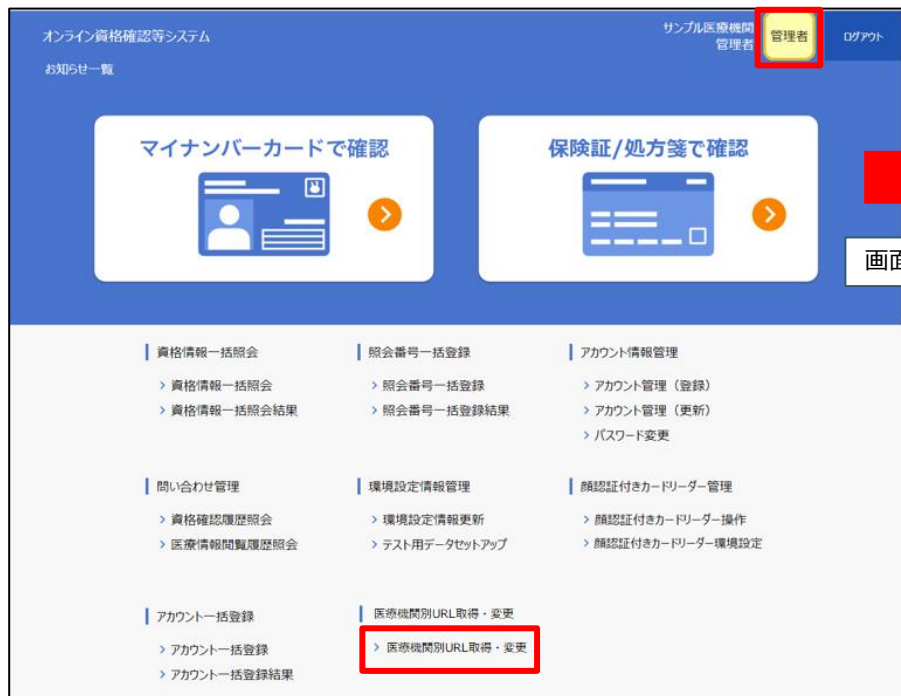 オンライン資格確認等システム
サンプル医療機関
管理者
管理者
ログアウト
お知らせ一覧
マイナンバーカードで確認
保険証/処方箋で確認
画面
資格情報一括照会
照会番号一括登録
アカウント情報管理
資格情報一括照会
照会番号一括登録
アカウント管理（登録）
資格情報一括照会結果
照会番号一括登録結果
アカウント管理（更新）
パスワード変更
問い合わせ管理
環境設定情報管理
顔認証付きカードリーダー管理
資格確認履歴照会
環境設定情報更新
顔認証付きカードリーダー操作
医療情報閲覧履歴照会
テスト用データセットアップ
顔認証付きカードリーダー環境設定
アカウント一括登録
医療機関別URL取得・変更
アカウント一括登録
医療機関別URL取得・変更
アカウント一括登録結果